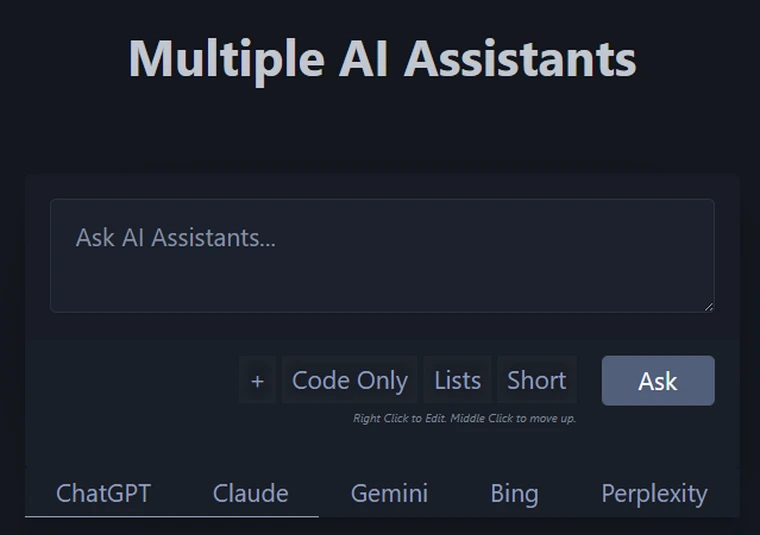 Multiple AI Assistants
Ask AI Assistants...
+ Code Only Lists Short Ask
Right Click to Edit. Middle Click to move up.
ChatGPT Claude Gemini Bing Perplexity